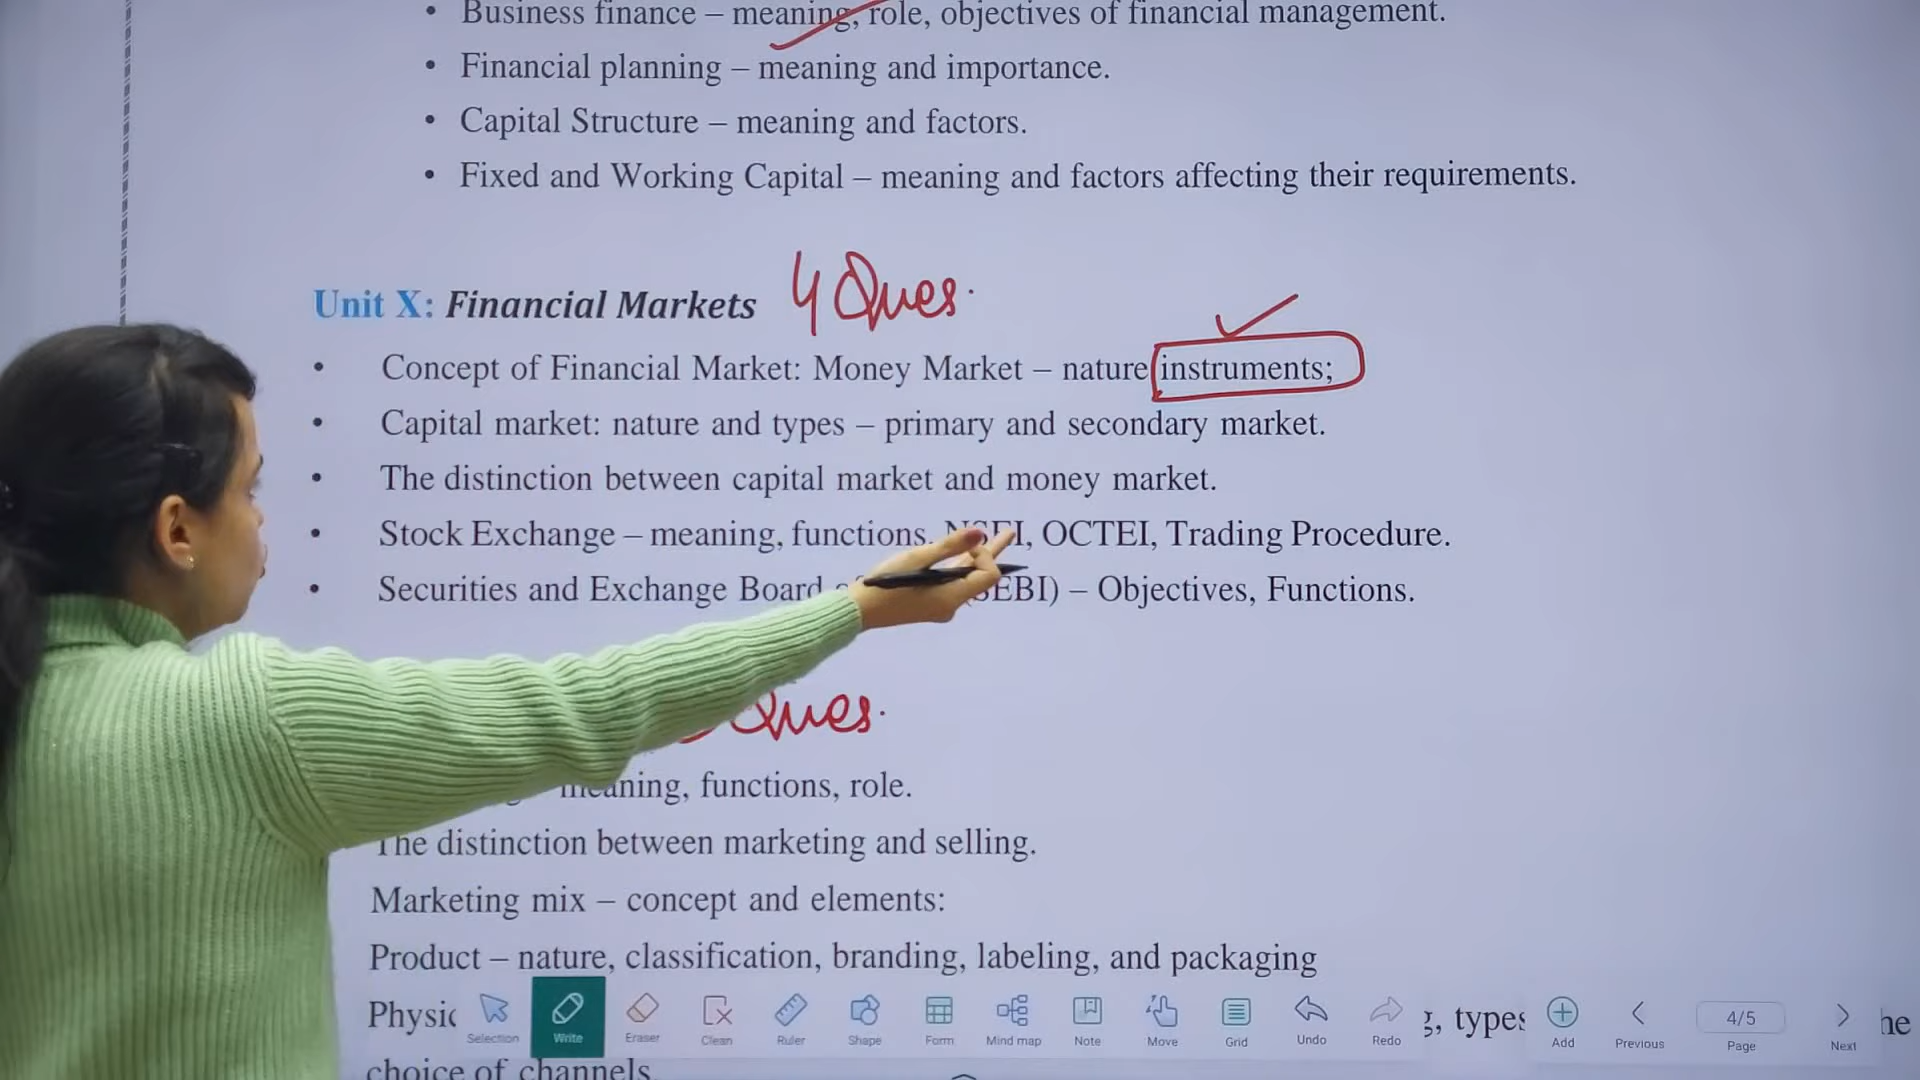 • Business finance – meaning, role, objectives of financial management.
• Financial planning – meaning and importance.
• Capital Structure – meaning and factors.
• Fixed and Working Capital – meaning and factors affecting their requirements.
Unit X: Financial Markets 4 Ques.
• Concept of Financial Market: Money Market – nature instruments;
• Capital market: nature and types – primary and secondary market.
• The distinction between capital market and money market.
• Stock Exchange – meaning, functions, NSEI, OCTEI, Trading Procedure.
• Securities and Exchange Board (SEBI) – Objectives, Functions.
Ques.
meaning, functions, role.
The distinction between marketing and selling.
Marketing mix – concept and elements:
Product – nature, classification, branding, labeling, and packaging
Physic
types
choice of channels
Selection Write Eraser Clean Ruler Shape Form Mind map Note Move Grid Undo Redo Add Previous 4/5 Page Next